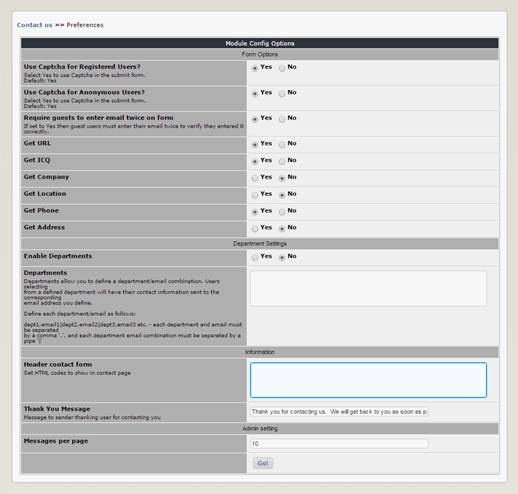 Contact us »» Preferences
Module Config Options
Form Options
Use Captcha for Registered Users?
Yes No
Select Yes to use Captcha in the submit form.
Default: Yes
Use Captcha for Anonymous Users?
Yes No
Select Yes to use Captcha in the submit form.
Default: Yes
Require guests to enter email twice on form
Yes No
If set to Yes then guest users must enter their email twice to verify they entered it
correctly.
Get URL
Yes No
Get ICQ
Yes No
Get Company
Yes No
Get Location
Yes No
Get Phone
Yes No
Get Address
Yes No
Department Settings
Enable Departments
Yes No
Departments
Departments allow you to define a department/email combination. Users
selecting
from a defined department will have their contact information sent to the
corresponding
email address you define.
Define each department/email as follows:
dept1,email1|dept2,email2|dept3,email3 etc. - each department and email must
be separated
by a comma ',', and each department email combination must be separated by a
pipe '|'
Information
Header contact form
Set HTML codes to show in contact page
Thank You Message
Message to sender thanking user for contacting you
Thank you for contacting us. We will get back to you as soon as p
Admin setting
Messages per page
10
Go!